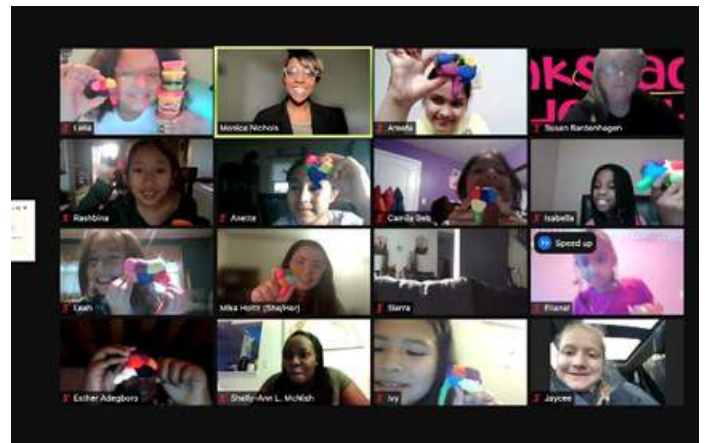 Leila
Monica Nichols
Amelia
Susan Bardenhagen
Rashbina
Anette
Camila Beb
Isabella
Leah
Mika Holtz (She/Her)
Sierra
Speed up
Esther Adegboro
Shelly-Ann L. McNish
Ivy
Jaycee